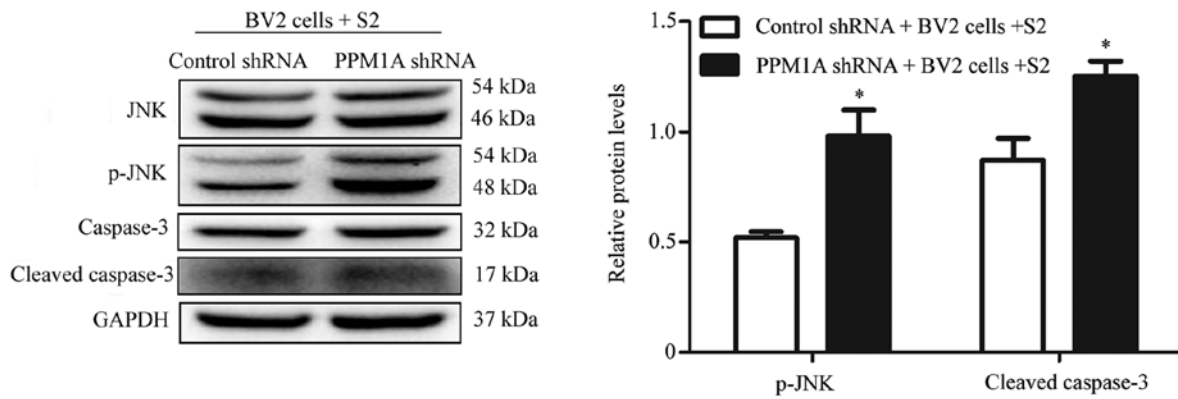 BV2 cells + S2
Control shRNA PPM1A shRNA
JNK
54 kDa
46 kDa
p-JNK
54 kDa
48 kDa
Caspase-3
32 kDa
Cleaved caspase-3
17 kDa
GAPDH
37 kDa
Relative protein levels
1.5
1.0
0.5
0
Control shRNA + BV2 cells +S2
PPM1A shRNA + BV2 cells +S2
*
*
p-JNK
Cleaved caspase-3